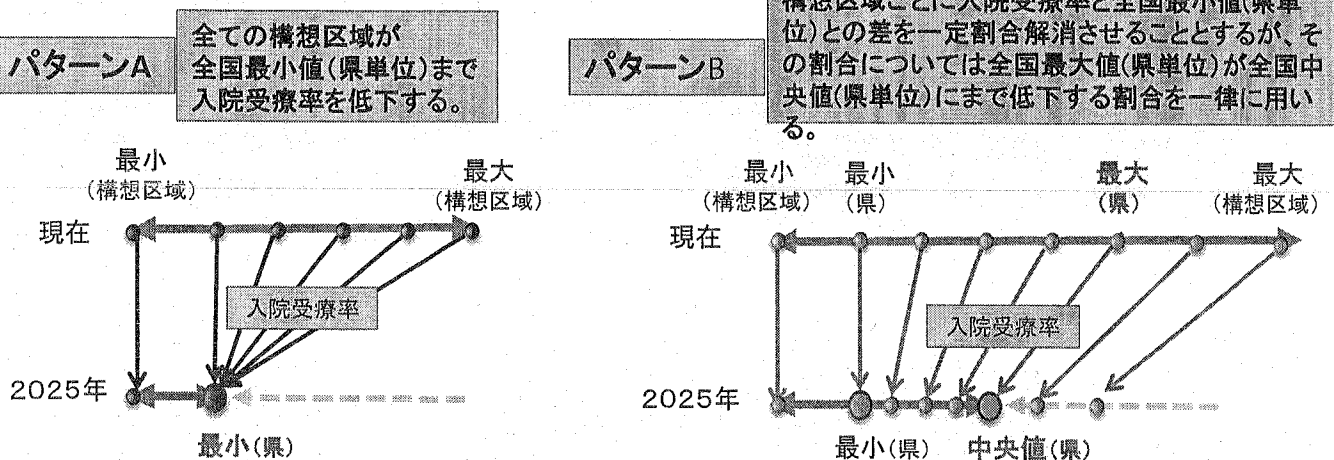 パターンA
全ての構想区域が
全国最小値(県単位)まで
入院受療率を低下する。
最小
(構想区域)
最大
(構想区域)
現在
入院受療率
2025年
最小(県)
パターンB
構想区域ごとに入院受療率と全国最小値(県単
位)との差を一定割合解消させることとするが、そ
の割合については全国最大値(県単位)が全国中
央値(県単位)にまで低下する割合を一律に用い
る。
最小
(構想区域)
最小
(県)
最大
(県)
最大
(構想区域)
現在
入院受療率
2025年
最小(県)
中央値(県)